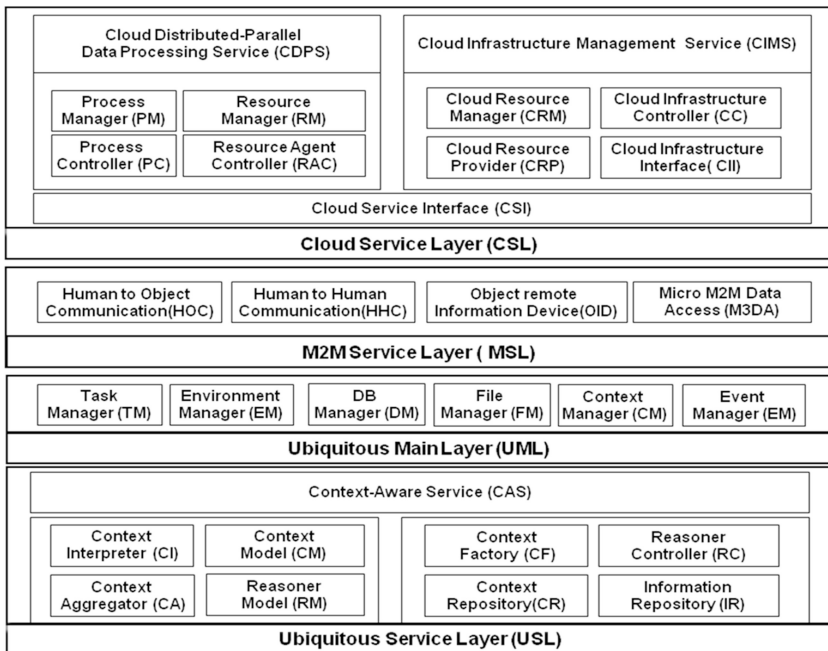 Cloud Distributed-Parallel
Data Processing Service (CDPS)
Process
Manager (PM)
Resource
Manager (RM)
Process
Controller (PC)
Resource Agent
Controller (RAC)
Cloud Infrastructure Management Service (CIMS)
Cloud Resource
Manager (CRM)
Cloud Infrastructure
Controller (CC)
Cloud Resource
Provider (CRP)
Cloud Infrastructure
Interface( CII)
Cloud Service Interface (CSI)
Cloud Service Layer (CSL)
Human to Object
Communication(HOC)
Human to Human
Communication(HHC)
Object remote
Information Device(OID)
Micro M2M Data
Access (M3DA)
M2M Service Layer ( MSL)
Task
Manager (TM)
Environment
Manager (EM)
DB
Manager (DM)
File
Manager (FM)
Context
Manager (CM)
Event
Manager (EM)
Ubiquitous Main Layer (UML)
Context-Aware Service (CAS)
Context
Interpreter (CI)
Context
Model (CM)
Context
Aggregator (CA)
Reasoner
Model (RM)
Context
Factory (CF)
Reasoner
Controller (RC)
Context
Repository(CR)
Information
Repository (IR)
Ubiquitous Service Layer (USL)